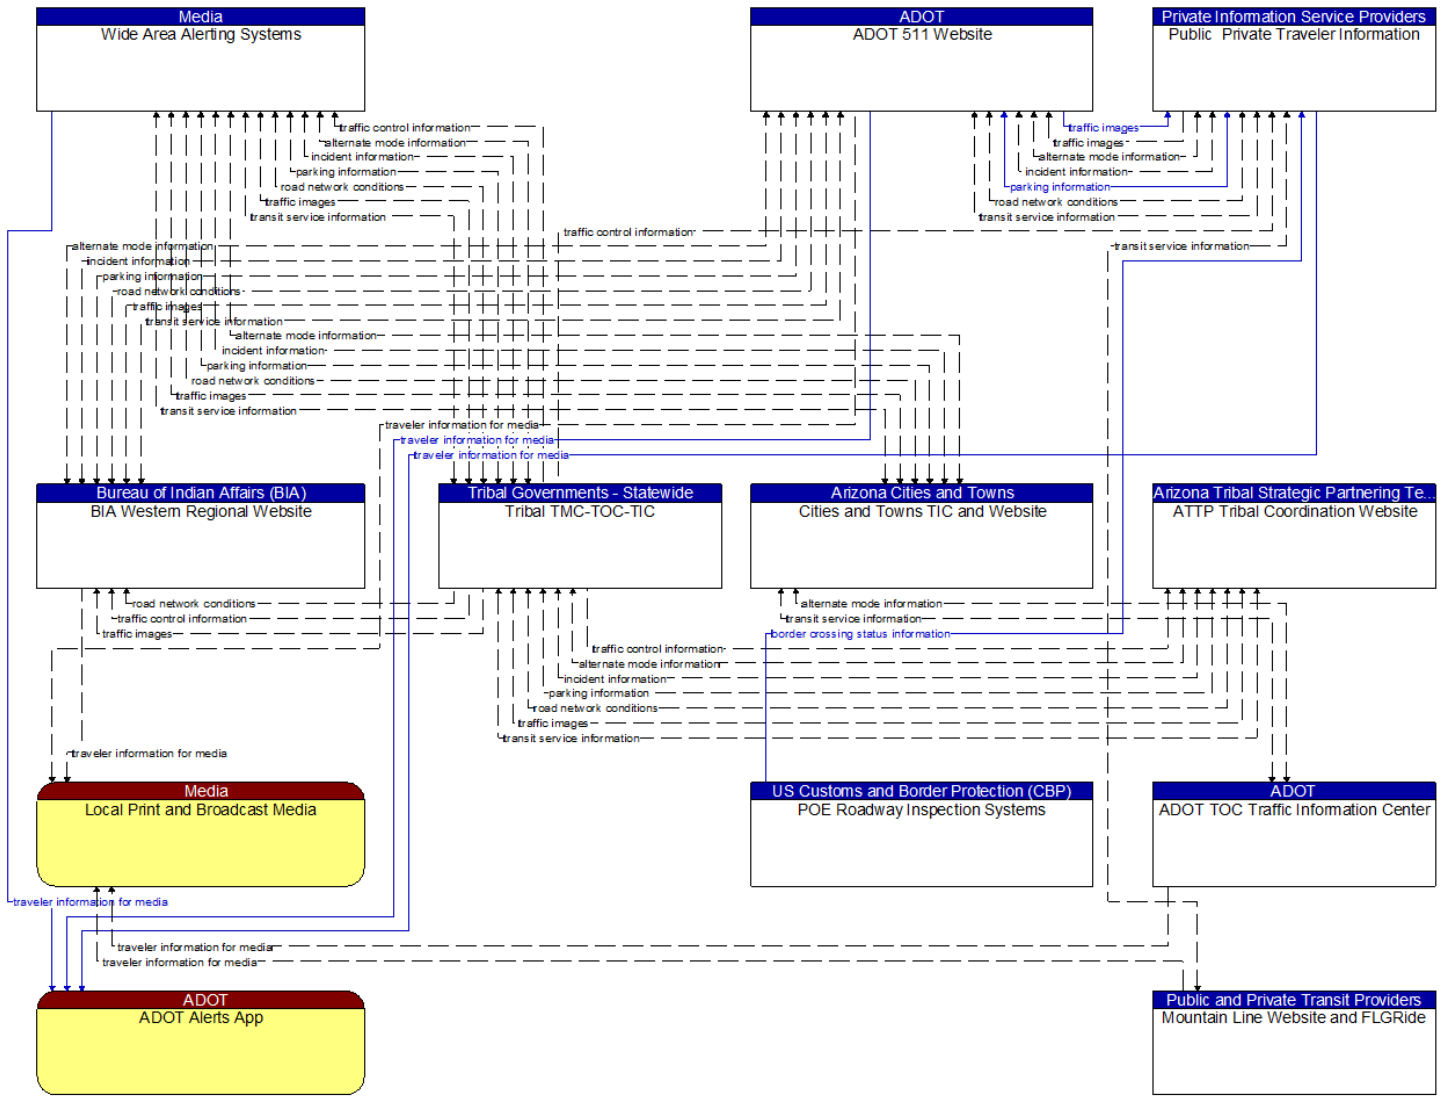 Media
Wide Area Alerting Systems
ADOT
ADOT 511 Website
Private Information Service Providers
Public Private Traveler Information
traffic control information
alternate mode information
incident information
parking information
road network conditions
traffic images
transit service information
traffic images
traffic images
alternate mode information
incident information
parking information
road network conditions
transit service information
traffic control information
transit service information
alternate mode information
incident information
parking information
road network conditions
traffic images
transit service information
alternate mode information
incident information
parking information
road network conditions
traffic images
transit service information
traveler information for media
traveler information for media
traveler information for media
Bureau of Indian Affairs (BIA)
BIA Western Regional Website
Tribal Governments - Statewide
Tribal TMC-TOC-TIC
Arizona Cities and Towns
Cities and Towns TIC and Website
Arizona Tribal Strategic Partnering Te...
ATTP Tribal Coordination Website
road network conditions
traffic control information
traffic images
alternate mode information
transit service information
border crossing status information
traffic control information
alternate mode information
incident information
parking information
road network conditions
traffic images
transit service information
traveler information for media
Media
Local Print and Broadcast Media
US Customs and Border Protection (CBP)
POE Roadway Inspection Systems
ADOT
ADOT TOC Traffic Information Center
traveler information for media
traveler information for media
traveler information for media
ADOT
ADOT Alerts App
Public and Private Transit Providers
Mountain Line Website and FLGRide